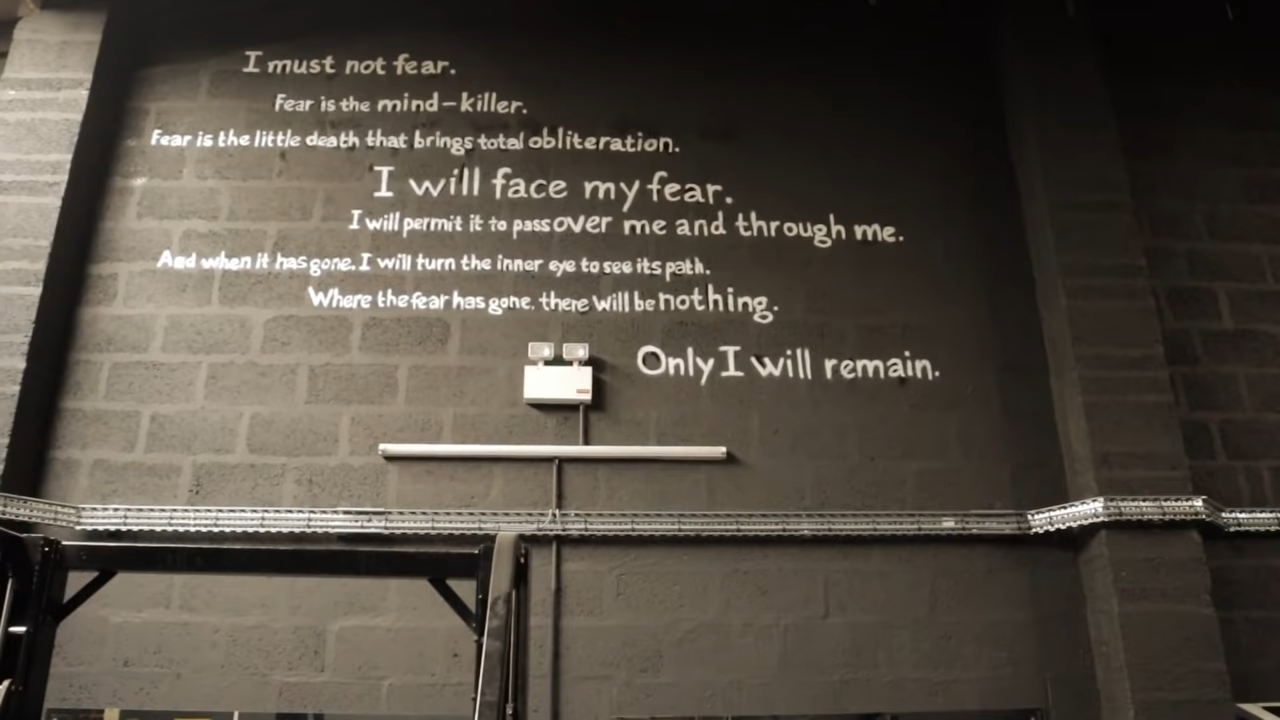 I must not fear.
Fear is the mind-killer.
Fear is the little death that brings total obliteration.
I will face my fear.
I will permit it to pass over me and through me.
And when it has gone, I will turn the inner eye to see its path.
Where the fear has gone, there will be nothing.
Only I will remain.